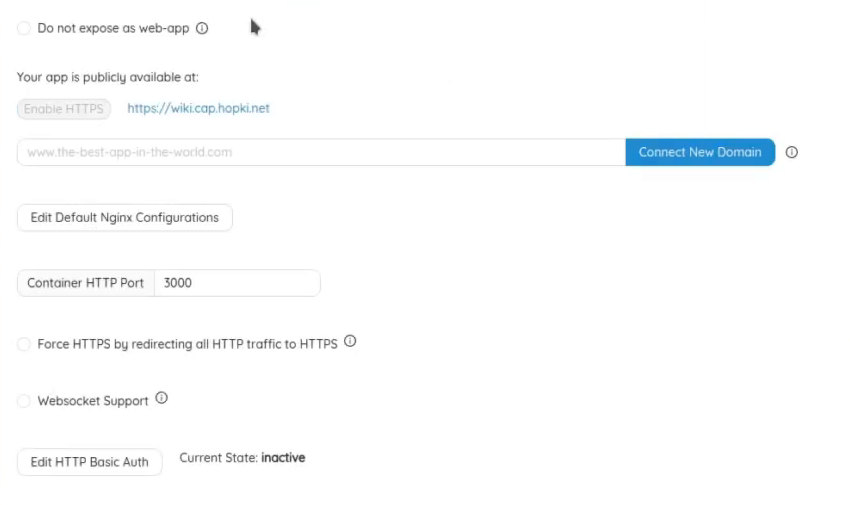 Do not expose as web-app
Your app is publicly available at:
Enable HTTPS https://wiki.cap.hopki.net
www.the-best-app-in-the-world.com Connect New Domain
Edit Default Nginx Configurations
Container HTTP Port 3000
Force HTTPS by redirecting all HTTP traffic to HTTPS
Websocket Support
Edit HTTP Basic Auth Current State: inactive